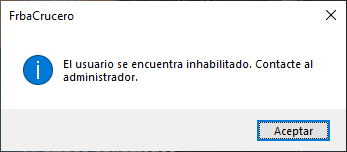 FrbaCrucero
El usuario se encuentra inhabilitado. Contacte al
administrador.
Aceptar